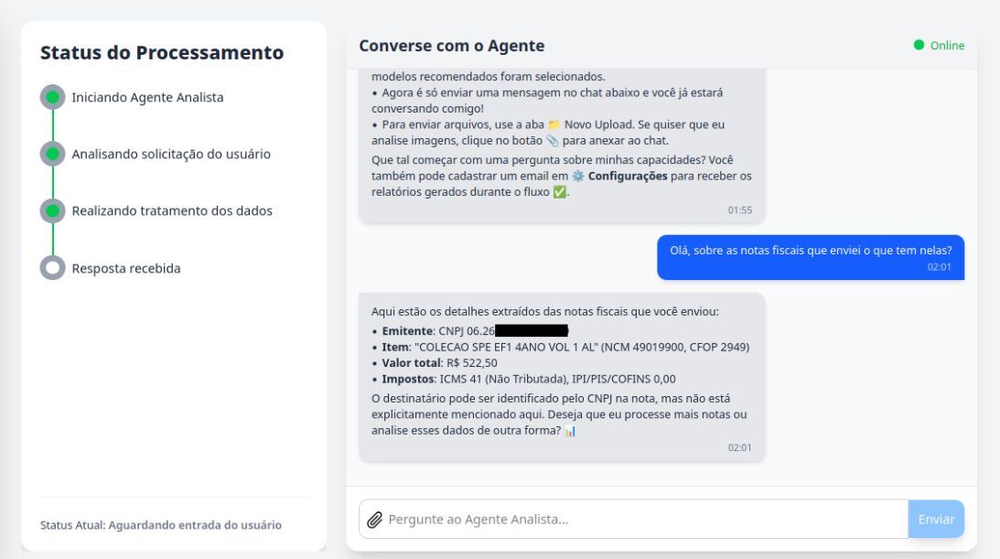 Status do Processamento
Iniciando Agente Analista
Analisando solicitação do usuário
Realizando tratamento dos dados
Resposta recebida
Status Atual: Aguardando entrada do usuário
Converse com o Agente
Online
modelos recomendados foram selecionados.
• Agora é só enviar uma mensagem no chat abaixo e você já estará
conversando comigo!
• Para enviar arquivos, use a aba 📁 Novo Upload. Se quiser que eu
analise imagens, clique no botão 📎 para anexar ao chat.
Que tal começar com uma pergunta sobre minhas capacidades? Você
também pode cadastrar um email em ⚙️ Configurações para receber os
relatórios gerados durante o fluxo ✅.
01:55
Olá, sobre as notas fiscais que enviei o que tem nelas?
02:01
Aqui estão os detalhes extraídos das notas fiscais que você enviou:
• Emitente: CNPJ 06.26
• Item: "COLECAO SPE EF1 4ANO VOL 1 AL" (NCM 49019900, CFOP 2949)
• Valor total: R$ 522,50
• Impostos: ICMS 41 (Não Tributada), IPI/PIS/COFINS 0,00
O destinatário pode ser identificado pelo CNPJ na nota, mas não está
explicitamente mencionado aqui. Deseja que eu processe mais notas ou
analise esses dados de outra forma? 📊
02:01
Pergunte ao Agente Analista...
Enviar